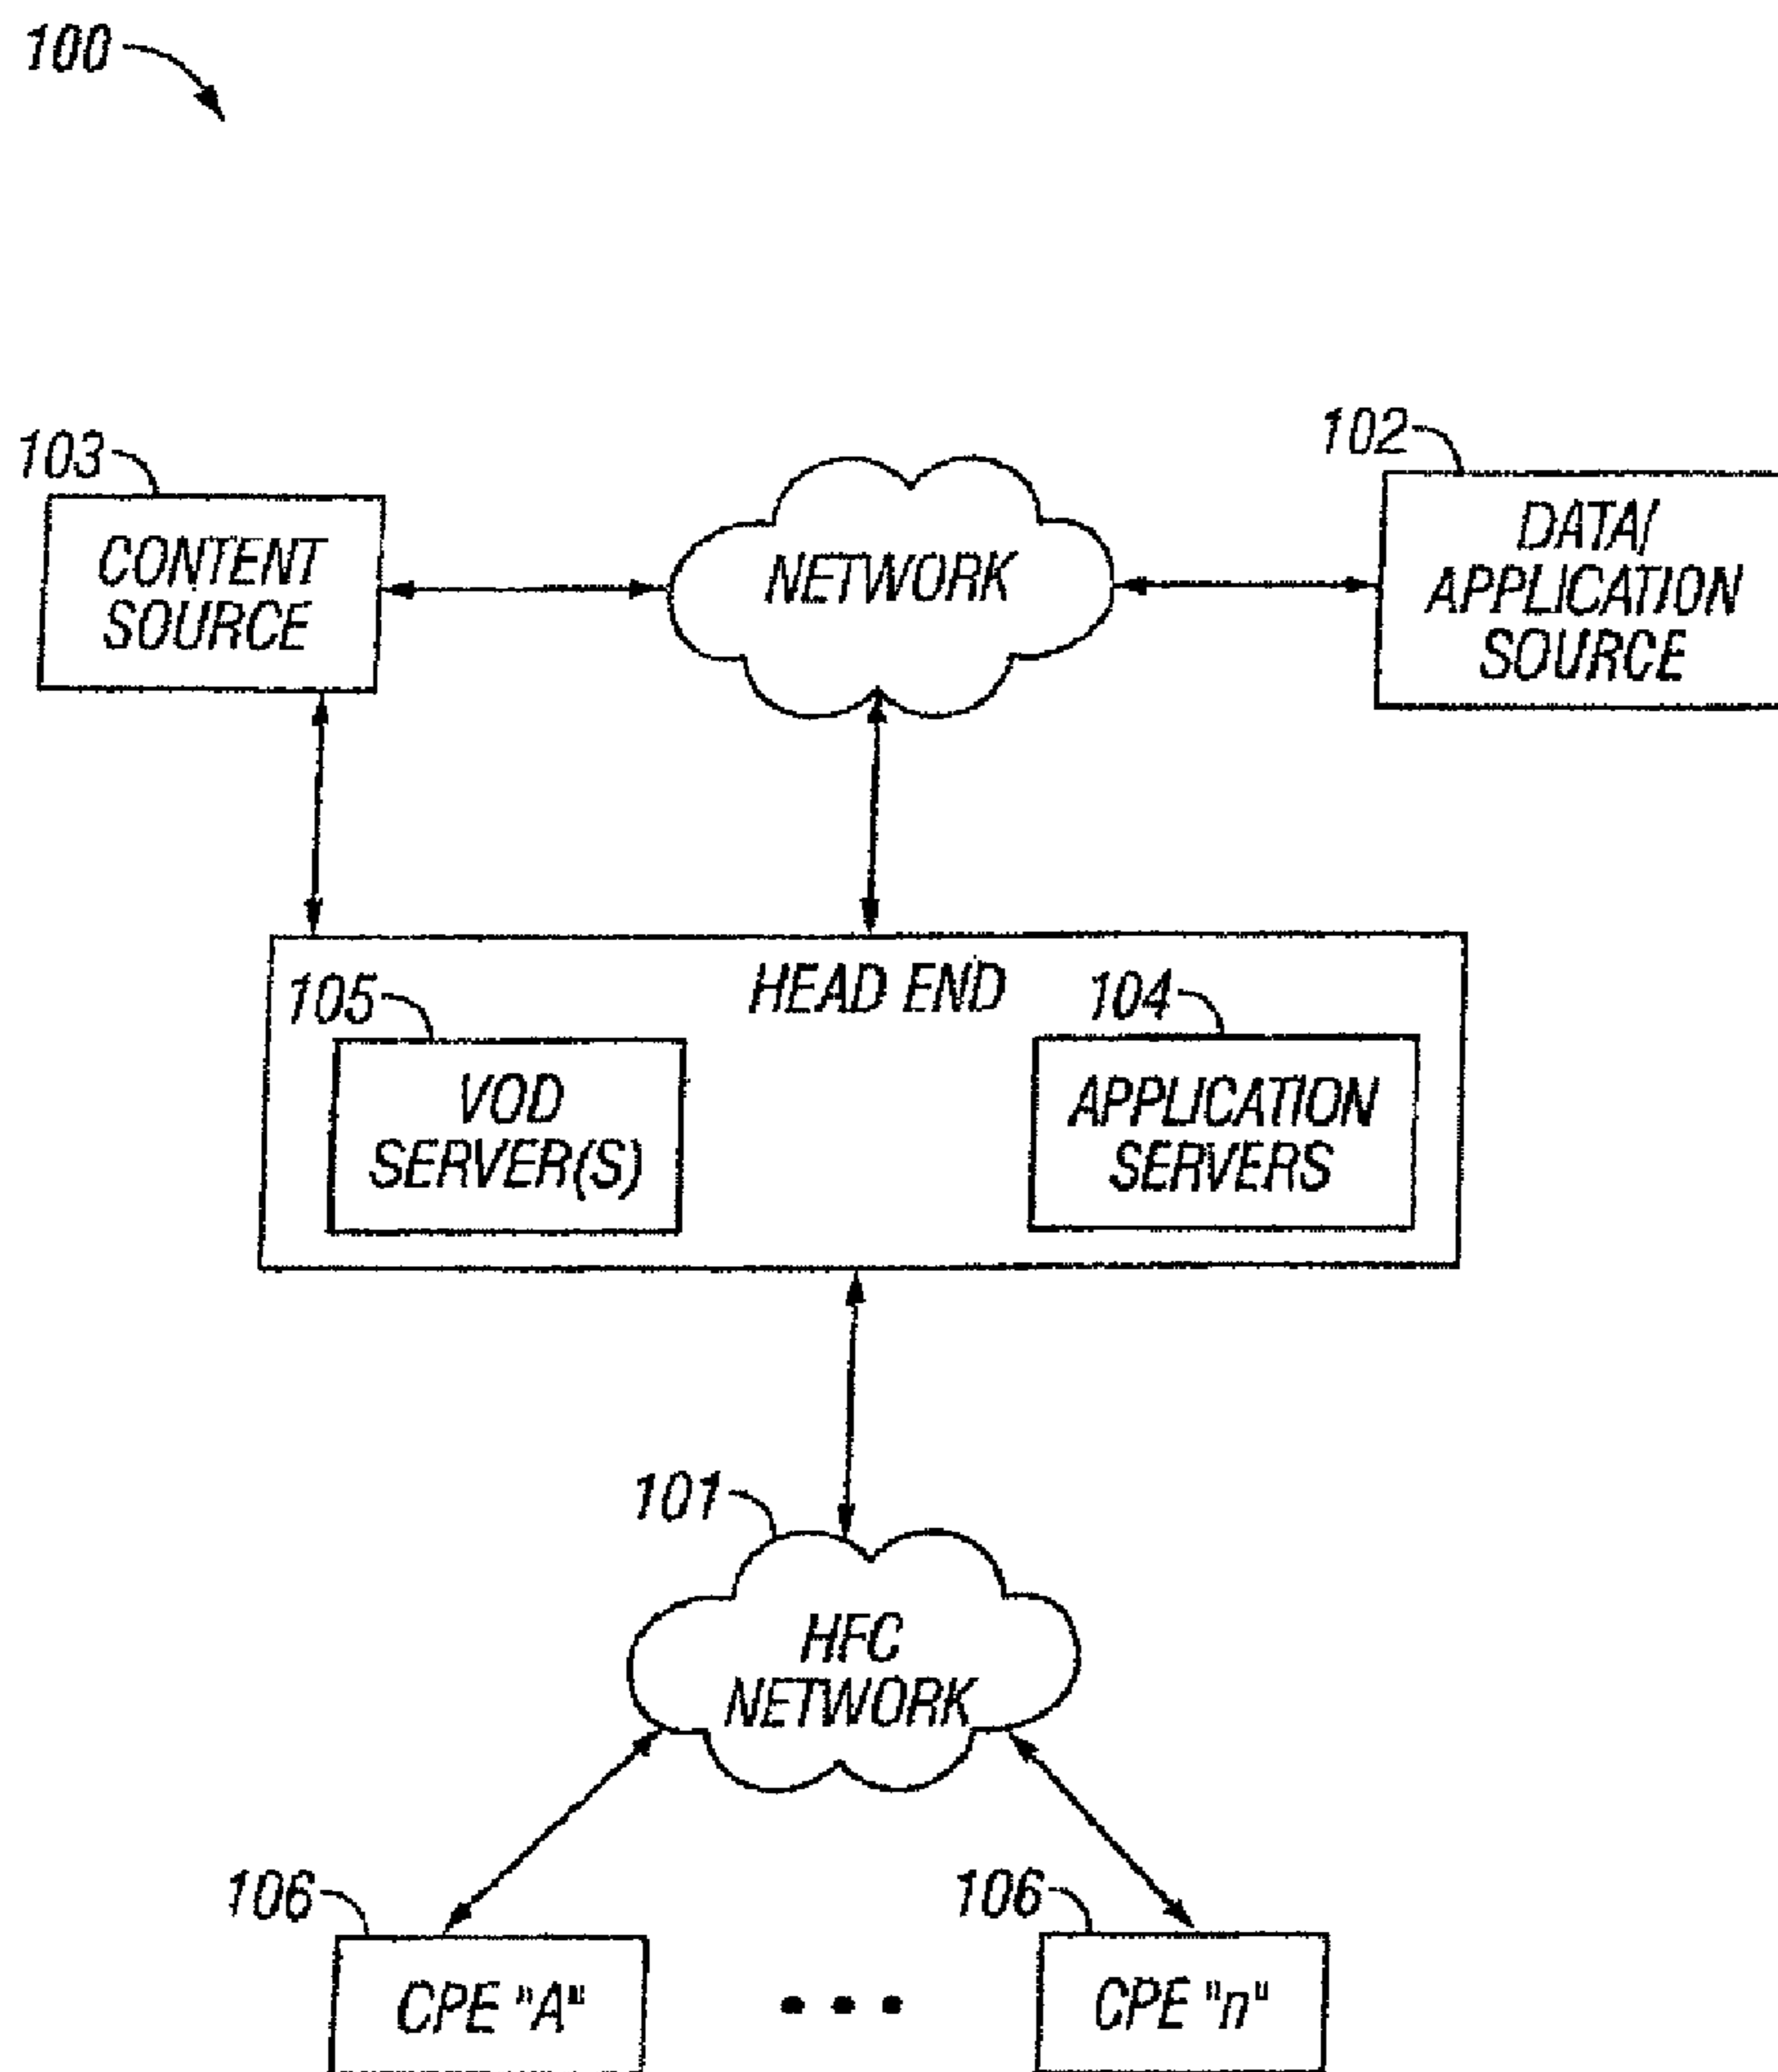 100
103
102
CONTENT
SOURCE
NETWORK
DATA/
APPLICATION
SOURCE
HEAD END
105
104
VOD
SERVER(S)
APPLICATION
SERVERS
101
HFC
NETWORK
106
106
CPE "A"
CPE "n"